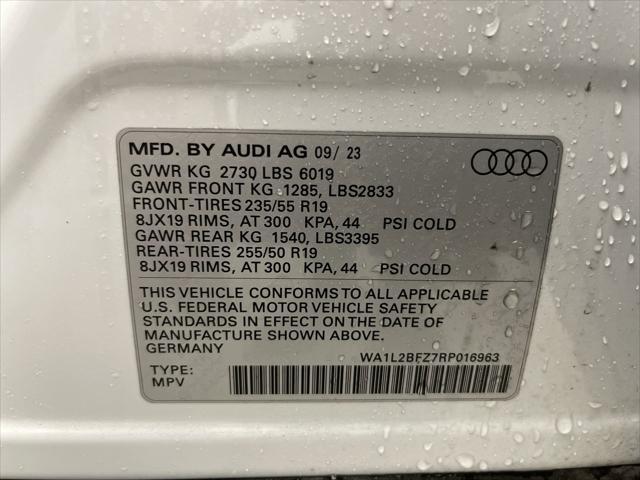 MFD. BY AUDI AG 09/ 23
GVWR KG 2730 LBS 6019
GAWR FRONT KG 1285, LBS2833
FRONT-TIRES 235/55 R19
8JX19 RIMS, AT 300 KPA, 44 PSI COLD
GAWR REAR KG 1540, LBS3395
REAR-TIRES 255/50 R19
8JX19 RIMS, AT 300 KPA, 44 PSI COLD
THIS VEHICLE CONFORMS TO ALL APPLICABLE
U.S. FEDERAL MOTOR VEHICLE SAFETY
STANDARDS IN EFFECT ON THE DATE OF
MANUFACTURE SHOWN ABOVE.
GERMANY WA1L2BFZ7RP016963
TYPE:
MPV